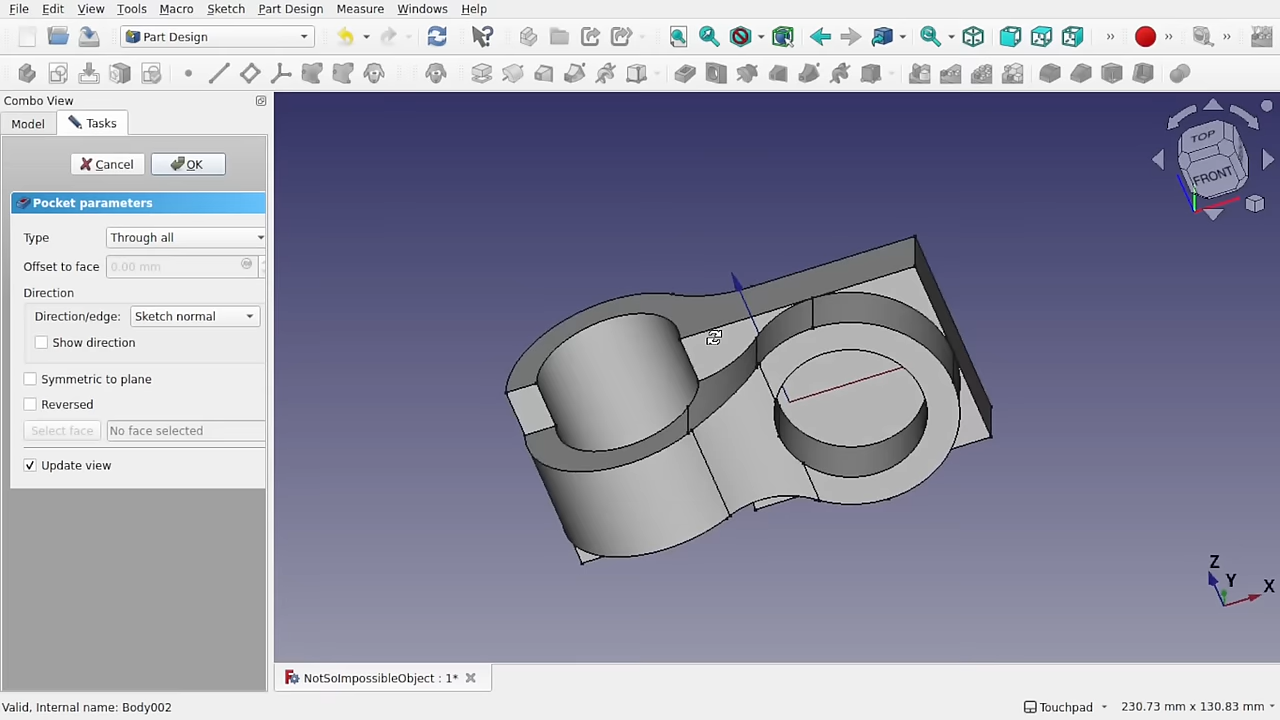 File Edit View Tools Macro Sketch Part Design Measure Windows Help
Part Design
Combo View
Model Tasks
Cancel OK
Pocket parameters
Type Through all
Offset to face 0.00 mm
Direction
Direction/edge: Sketch normal
Show direction
Symmetric to plane
Reversed
Select face No face selected
Update view
TOP
FRONT
Z
Y
X
NotSoImpossibleObject : 1*
Valid, Internal name: Body002 Touchpad 230.73 mm x 130.83 mm